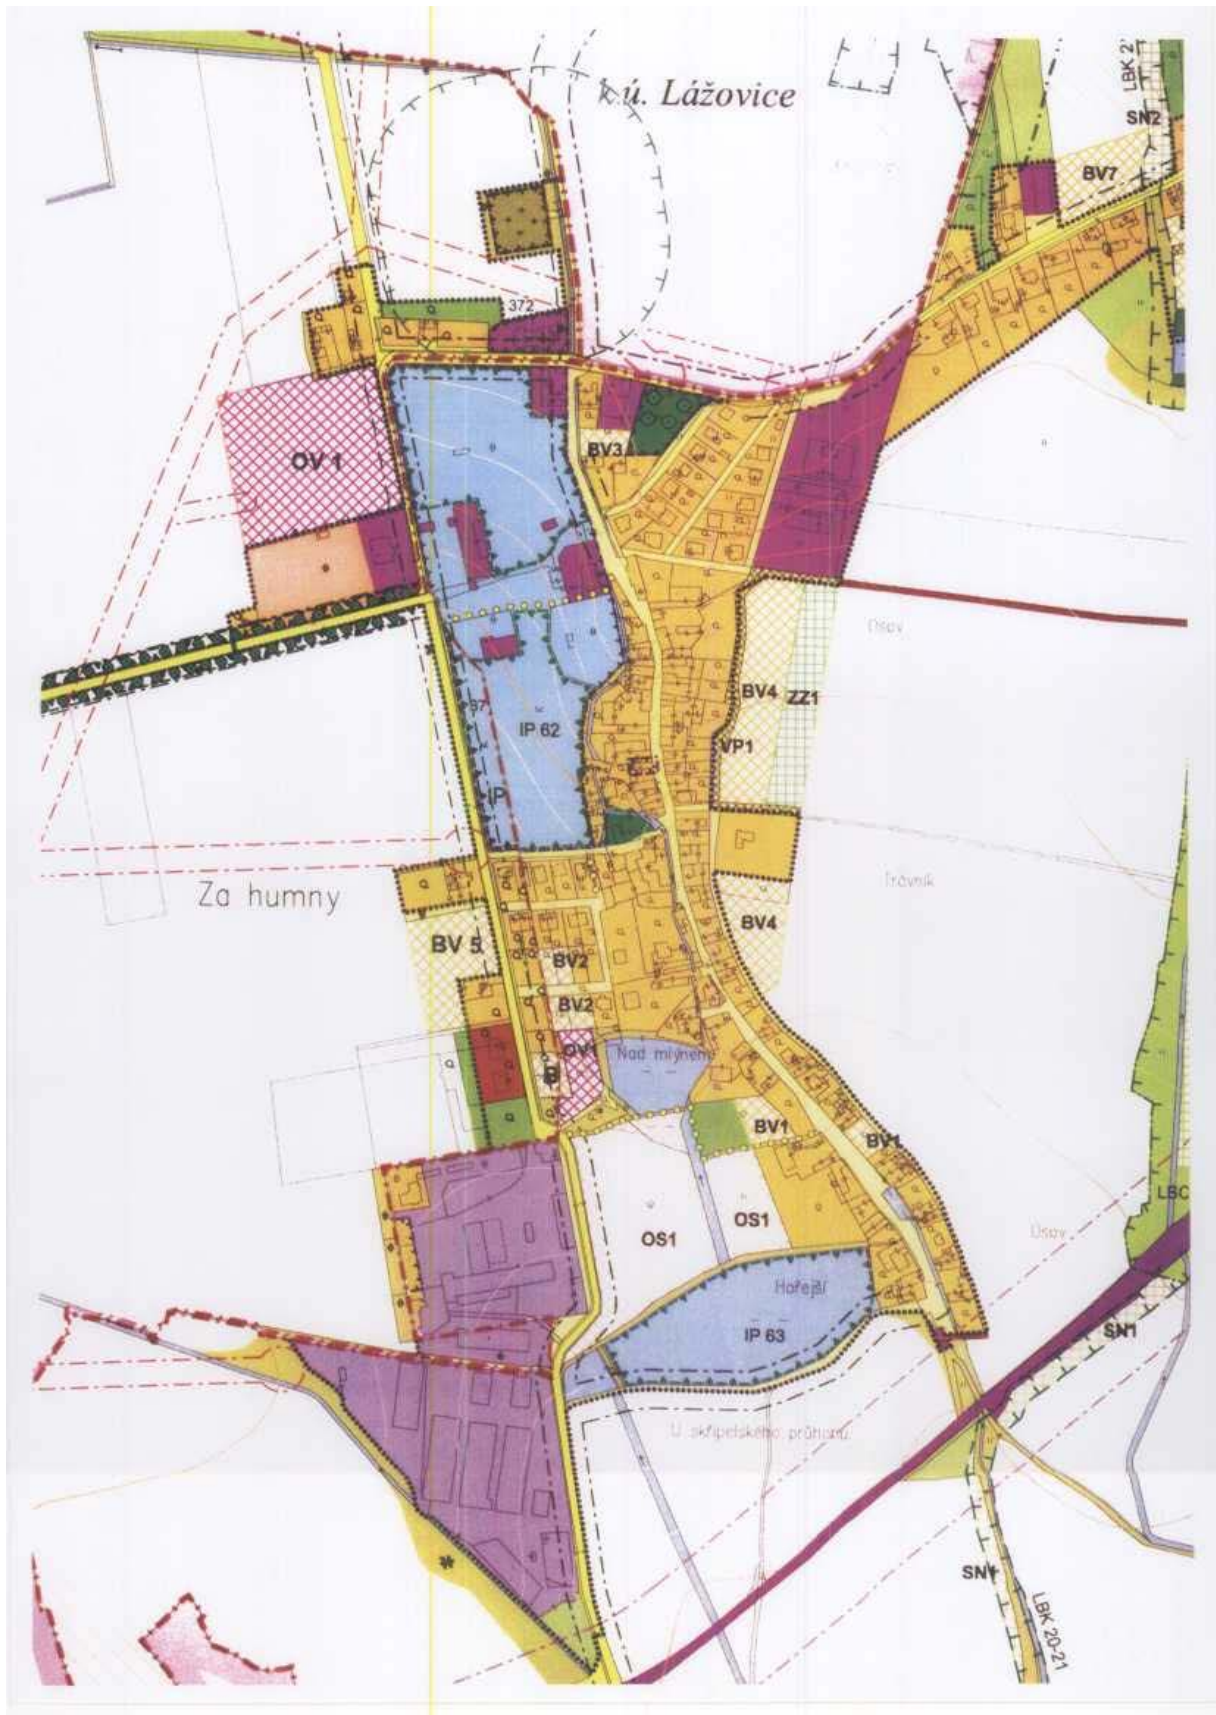 k.ú. Lážovice
LBK 2
SN2
BV7
372
OV 1
BV3
Úsov
BV4
ZZ1
IP 62
VP1
IP
Za humny
Trávník
BV 5
BV4
BV2
BV2
OV1
Nad mlýnem
B
BV1
BV1
LBC
OS1
OS1
Úsov
Hořejší
IP 63
SN1
U skřipelského průhonu
SN1
LBK 20-21